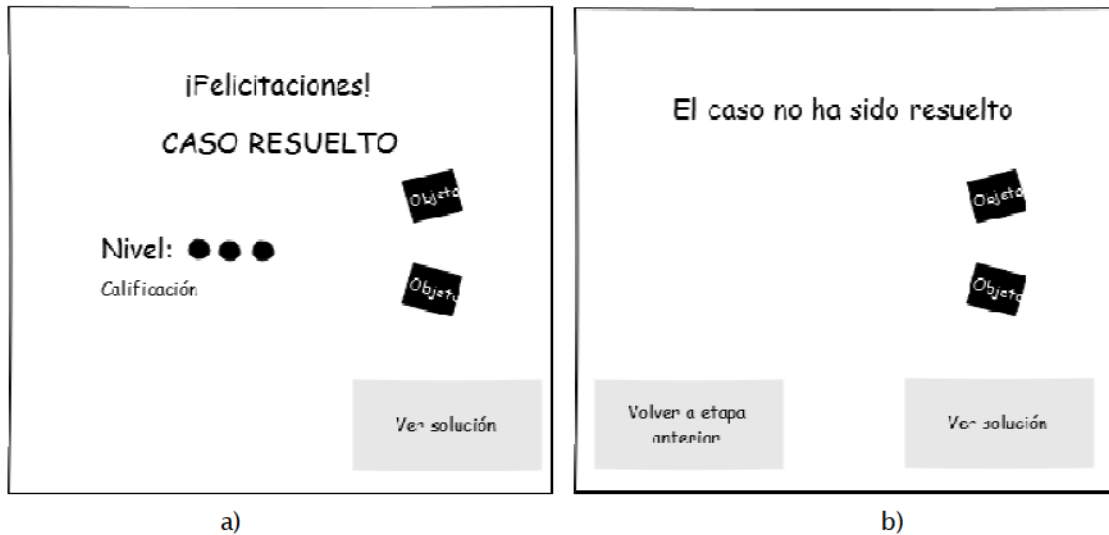 ¡Felicitaciones!
CASO RESUELTO
Objeto
Nivel:
Calificación
Objeto
Ver solución
a)
El caso no ha sido resuelto
Objeto
Objeto
Volver a etapa
anterior
Ver solución
b)